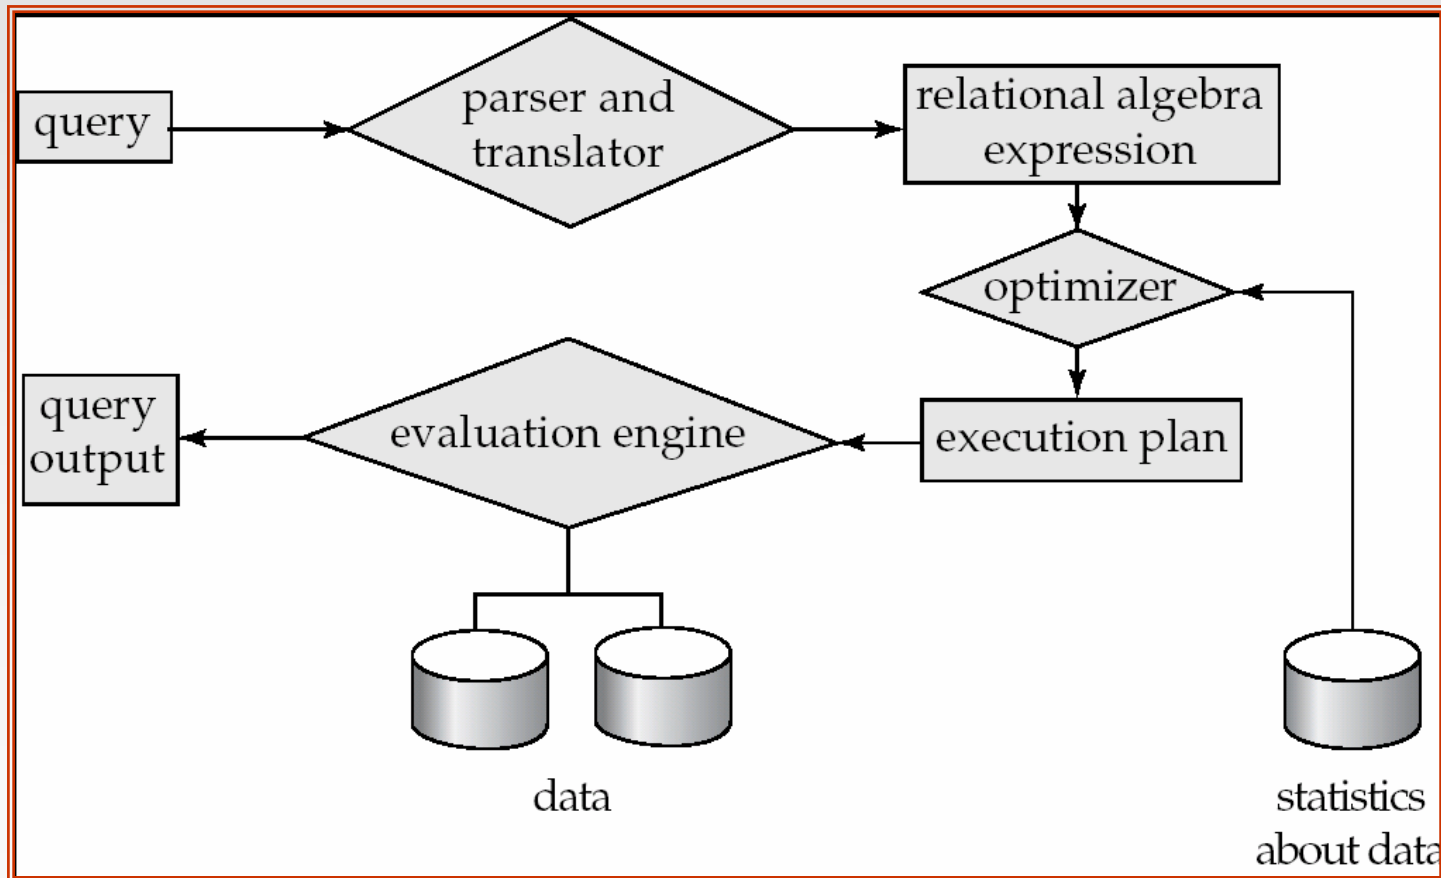 query
parser and
translator
relational algebra
expression
optimizer
execution plan
evaluation engine
query
output
data
statistics
about data